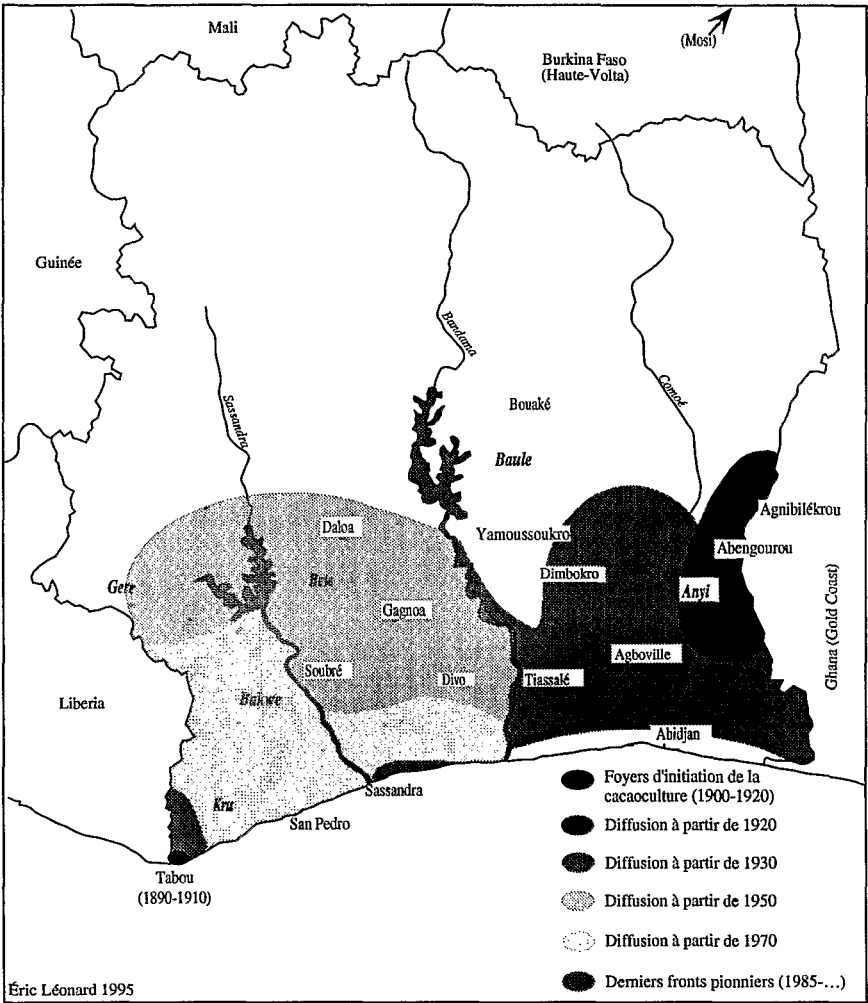 Mali
(Mosi)
Burkina Faso
(Haute-Volta)
Guinée
Bandama
Sassandra
Comoé
Bouaké
Baule
Agnibilékrou
Daloa
Yamoussoukro
Abengourou
Dimbokro
Gere
Bete
Anyi
Gagnoa
Ghana (Gold Coast)
Agboville
Soubré
Divo
Tiassalé
Bakwe
Liberia
Abidjan
Sassandra
Kru
San Pedro
Tabou
(1890-1910)
Foyers d'initiation de la
cacaoculture (1900-1920)
Diffusion à partir de 1920
Diffusion à partir de 1930
Diffusion à partir de 1950
Diffusion à partir de 1970
Derniers fronts pionniers (1985-…)
Éric Léonard 1995